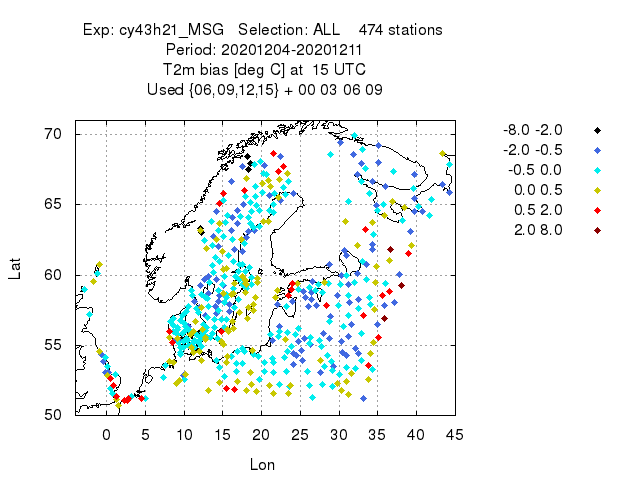 Exp: cy43h21_MSG   Selection: ALL    474 stations
Period: 20201204-20201211
T2m bias [deg C] at  15 UTC
Used {06,09,12,15} + 00 03 06 09
70
65
60
55
50
Lat
0 5 10 15 20 25 30 35 40 45
Lon
-8.0 -2.0
-2.0 -0.5
-0.5 0.0
0.0 0.5
0.5 2.0
2.0 8.0